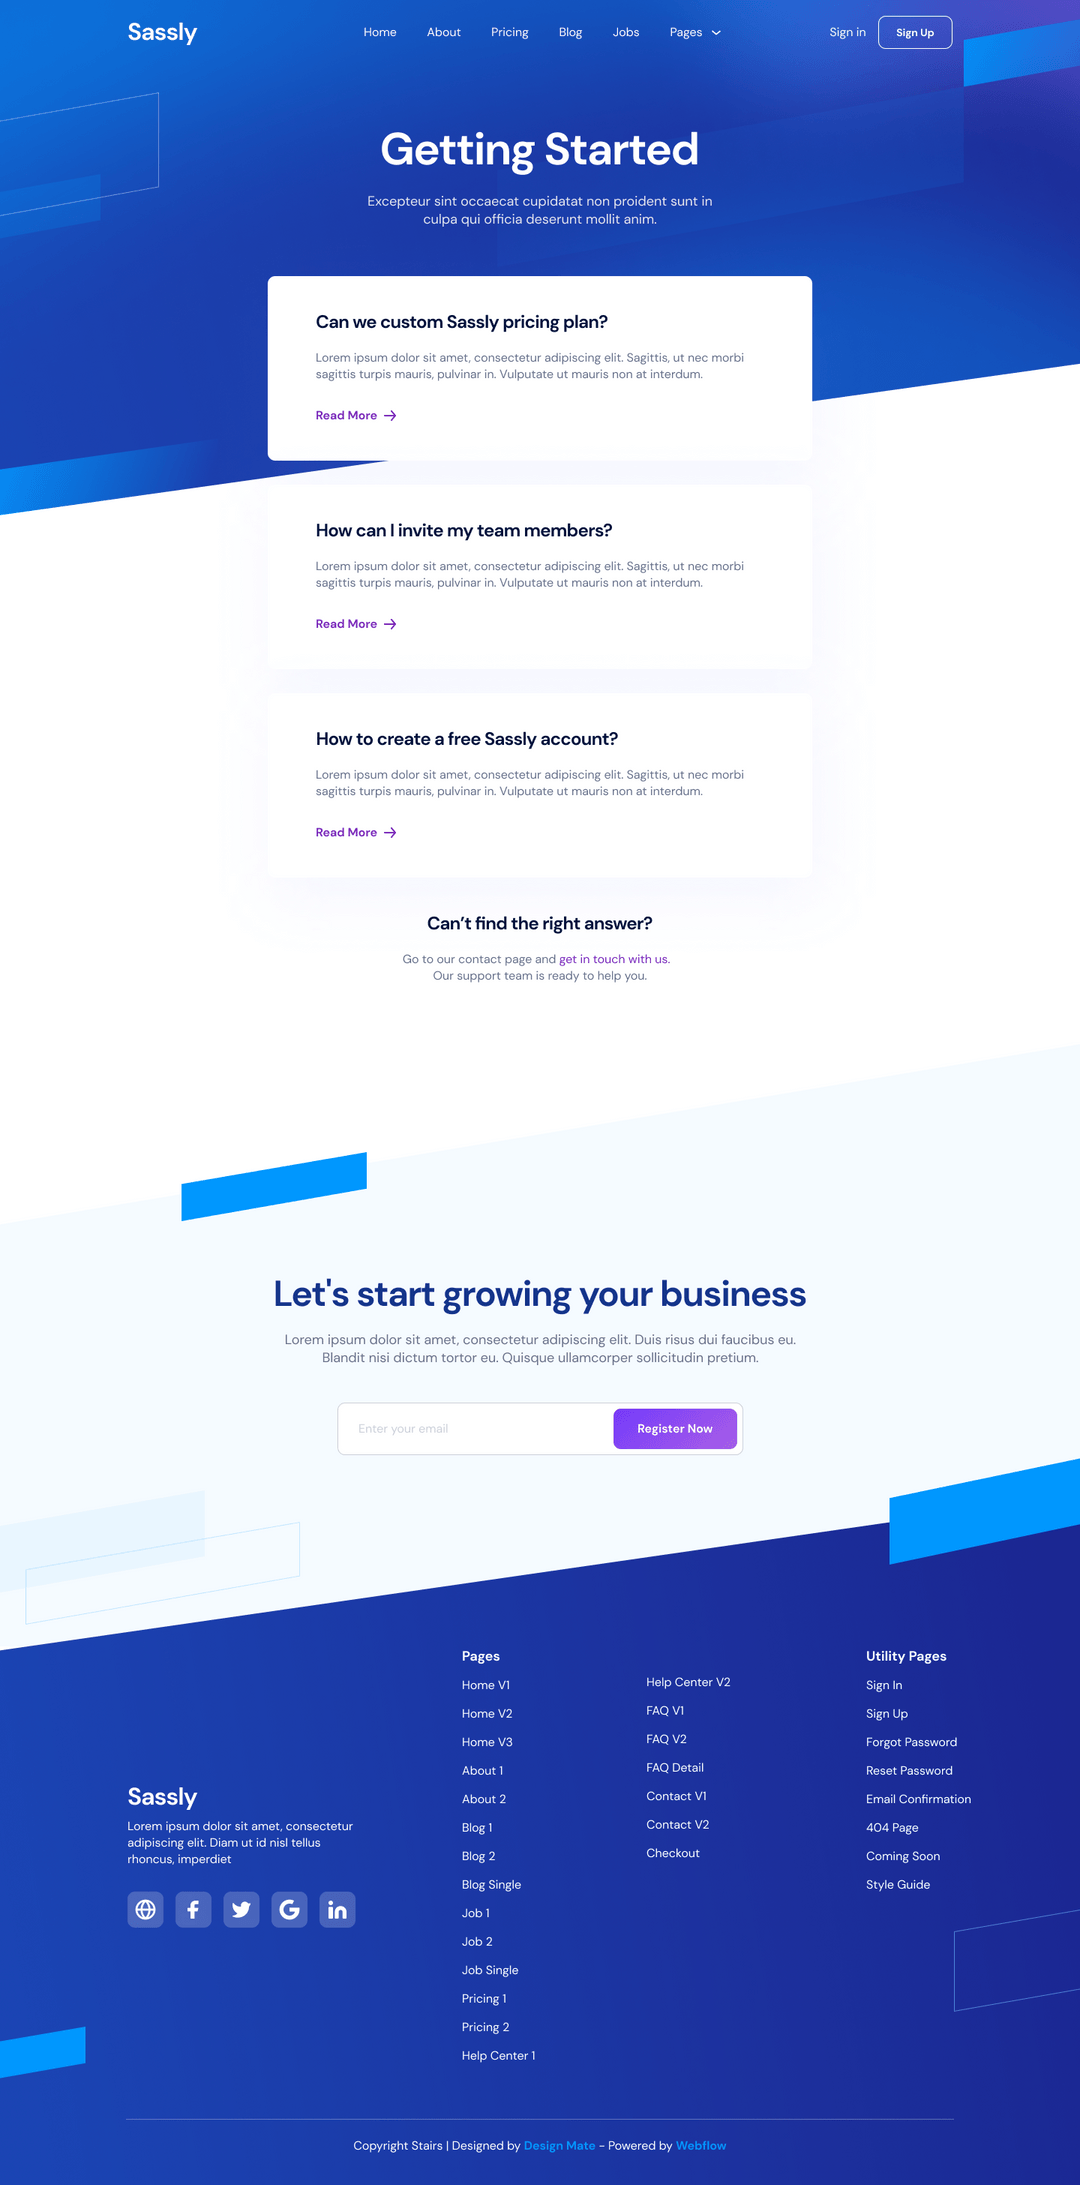 Sassly
Home About Pricing Blog Jobs Pages
Sign in Sign Up
Getting Started
Excepteur sint occaecat cupidatat non proident sunt in
culpa qui officia deserunt mollit anim.
Can we custom Sassly pricing plan?
Lorem ipsum dolor sit amet, consectetur adipiscing elit. Sagittis, ut nec morbi
sagittis turpis mauris, pulvinar in. Vulputate ut mauris non at interdum.
Read More
How can I invite my team members?
Lorem ipsum dolor sit amet, consectetur adipiscing elit. Sagittis, ut nec morbi
sagittis turpis mauris, pulvinar in. Vulputate ut mauris non at interdum.
Read More
How to create a free Sassly account?
Lorem ipsum dolor sit amet, consectetur adipiscing elit. Sagittis, ut nec morbi
sagittis turpis mauris, pulvinar in. Vulputate ut mauris non at interdum.
Read More
Can’t find the right answer?
Go to our contact page and get in touch with us.
Our support team is ready to help you.
Let's start growing your business
Lorem ipsum dolor sit amet, consectetur adipiscing elit. Duis risus dui faucibus eu.
Blandit nisi dictum tortor eu. Quisque ullamcorper sollicitudin pretium.
Enter your email
Register Now
Sassly
Lorem ipsum dolor sit amet, consectetur
adipiscing elit. Diam ut id nisl tellus
rhoncus, imperdiet
Pages
Home V1
Home V2
Home V3
About 1
About 2
Blog 1
Blog 2
Blog Single
Job 1
Job 2
Job Single
Pricing 1
Pricing 2
Help Center 1
Help Center V2
FAQ V1
FAQ V2
FAQ Detail
Contact V1
Contact V2
Checkout
Utility Pages
Sign In
Sign Up
Forgot Password
Reset Password
Email Confirmation
404 Page
Coming Soon
Style Guide
Copyright Stairs | Designed by Design Mate - Powered by Webflow